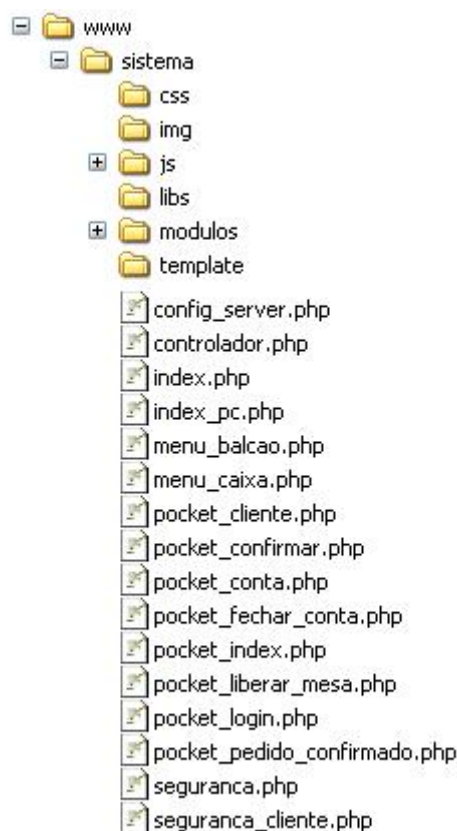 www
sistema
css
img
js
libs
modulos
template
config_server.php
controlador.php
index.php
index_pc.php
menu_balcao.php
menu_caixa.php
pocket_cliente.php
pocket_confirmar.php
pocket_conta.php
pocket_fechar_conta.php
pocket_index.php
pocket_liberar_mesa.php
pocket_login.php
pocket_pedido_confirmado.php
seguranca.php
seguranca_cliente.php